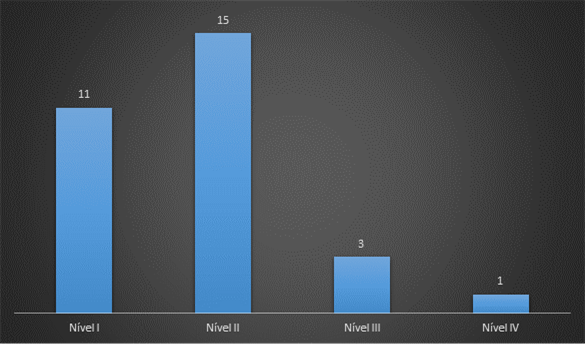 15
11
3
1
Nível I
Nível II
Nível III
Nível IV